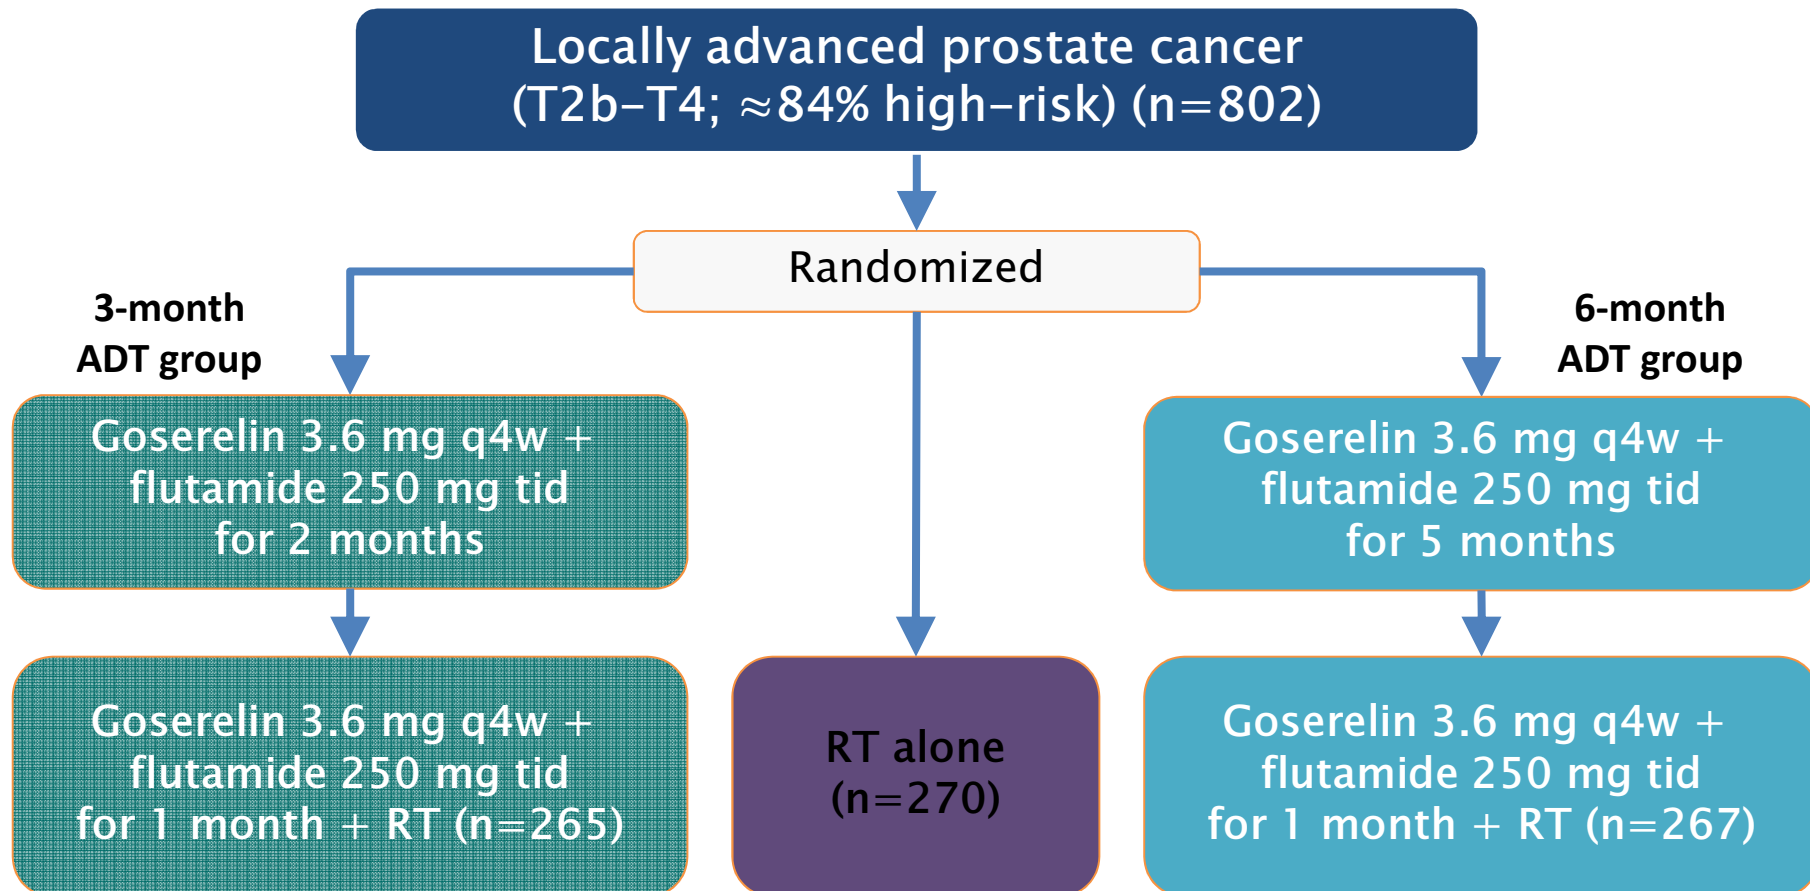 Locally advanced prostate cancer
(T2b–T4; ≈84% high–risk) (n=802)
Randomized
3-month
ADT group
6-month
ADT group
Goserelin 3.6 mg q4w +
flutamide 250 mg tid
for 2 months
Goserelin 3.6 mg q4w +
flutamide 250 mg tid
for 5 months
Goserelin 3.6 mg q4w +
flutamide 250 mg tid
for 1 month + RT (n=265)
RT alone
(n=270)
Goserelin 3.6 mg q4w +
flutamide 250 mg tid
for 1 month + RT (n=267)